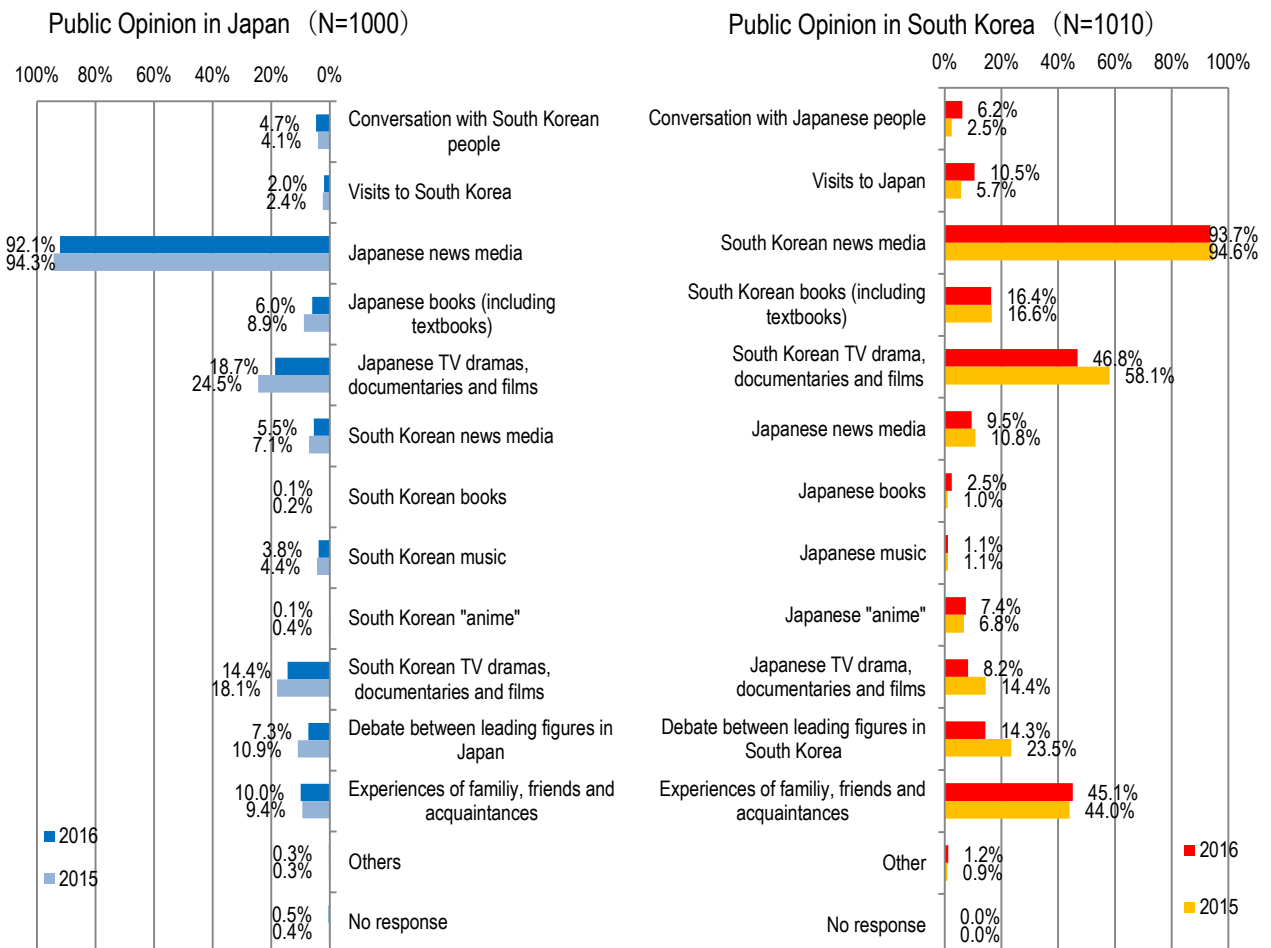 Public Opinion in Japan （N=1000）
100% 80% 60% 40% 20% 0%
4.7%
4.1%
Conversation with South Korean
people
2.0%
2.4%
Visits to South Korea
92.1%
94.3%
Japanese news media
6.0%
8.9%
Japanese books (including
textbooks)
18.7%
24.5%
Japanese TV dramas,
documentaries and films
5.5%
7.1%
South Korean news media
0.1%
0.2%
South Korean books
3.8%
4.4%
South Korean music
0.1%
0.4%
South Korean "anime"
14.4%
18.1%
South Korean TV dramas,
documentaries and films
7.3%
10.9%
Debate between leading figures in
Japan
10.0%
9.4%
Experiences of familiy, friends and
acquaintances
0.3%
0.3%
Others
0.5%
0.4%
No response
2016
2015
Public Opinion in South Korea （N=1010）
0% 20% 40% 60% 80% 100%
Conversation with Japanese people
6.2%
2.5%
Visits to Japan
10.5%
5.7%
South Korean news media
93.7%
94.6%
South Korean books (including
textbooks)
16.4%
16.6%
South Korean TV drama,
documentaries and films
46.8%
58.1%
Japanese news media
9.5%
10.8%
Japanese books
2.5%
1.0%
Japanese music
1.1%
1.1%
Japanese "anime"
7.4%
6.8%
Japanese TV drama,
documentaries and films
8.2%
14.4%
Debate between leading figures in
South Korea
14.3%
23.5%
Experiences of familiy, friends and
acquaintances
45.1%
44.0%
Other
1.2%
0.9%
No response
0.0%
0.0%
2016
2015